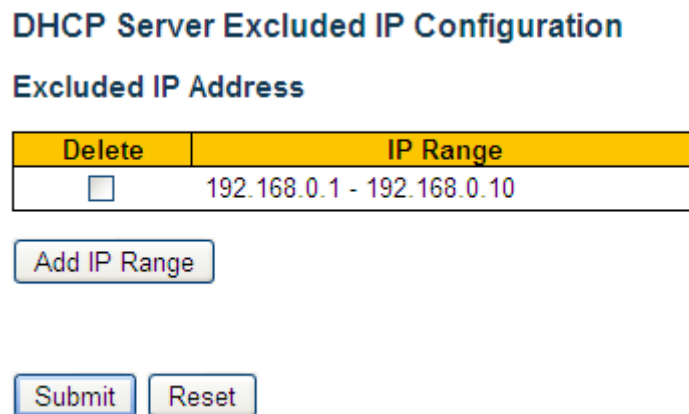 DHCP Server Excluded IP Configuration
Excluded IP Address
Delete IP Range
192.168.0.1 - 192.168.0.10
Add IP Range
Submit Reset